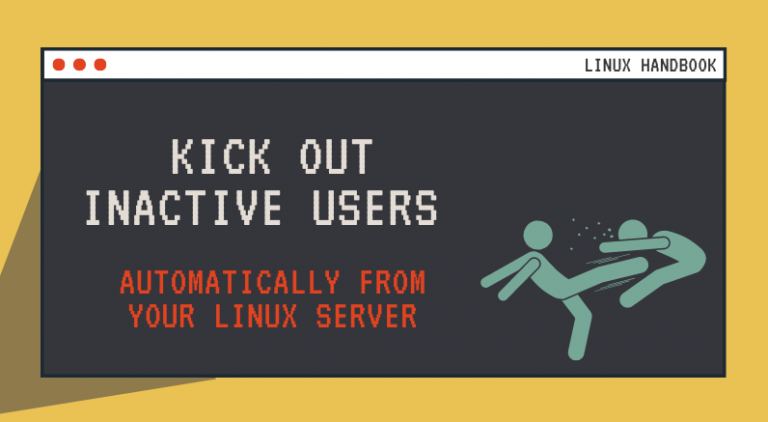 LINUX HANDBOOK
KICK OUT
INACTIVE USERS
AUTOMATICALLY FROM
YOUR LINUX SERVER